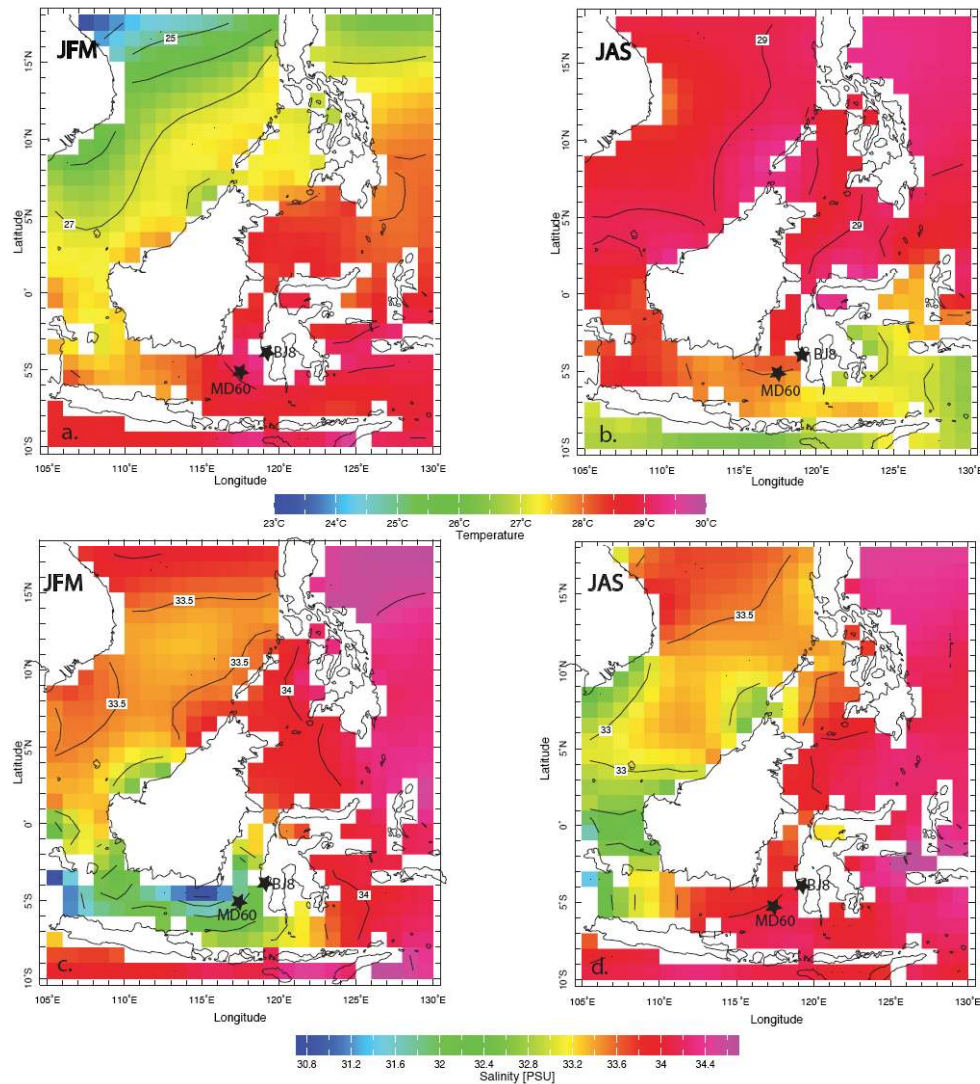 JFM
25
27
BJ8
MD60
a.
15˚N
10˚N
5˚N
0˚
5˚S
10˚S
Latitude
105˚E
110˚E
115˚E
120˚E
125˚E
130˚E
Longitude
JAS
29
29
BJ8
MD60
b.
15˚N
10˚N
5˚N
0˚
5˚S
10˚S
Latitude
105˚E
110˚E
115˚E
120˚E
125˚E
130˚E
Longitude
23˚C 24˚C 25˚C 26˚C 27˚C 28˚C 29˚C 30˚C
Temperature
JFM
33.5
33.5
33.5
34
34
BJ8
MD60
c.
15˚N
10˚N
5˚N
0˚
5˚S
10˚S
Latitude
105˚E
110˚E
115˚E
120˚E
125˚E
130˚E
Longitude
JAS
33.5
33
33
BJ8
MD60
d.
15˚N
10˚N
5˚N
0˚
5˚S
10˚S
Latitude
105˚E
110˚E
115˚E
120˚E
125˚E
130˚E
Longitude
30.8 31.2 31.6 32 32.4 32.8 33.2 33.6 34 34.4
Salinity [PSU]